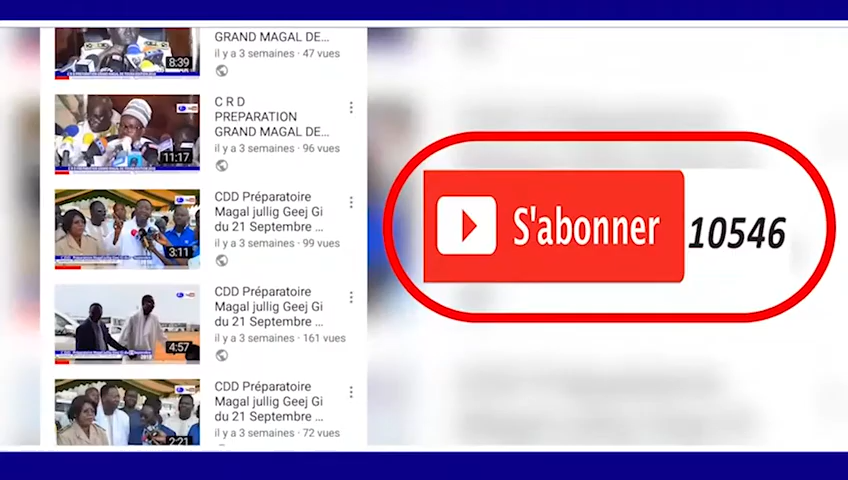 GRAND MAGAL DE...
il y a 3 semaines · 47 vues
8:39
C R D
PREPARATION
GRAND MAGAL DE...
il y a 3 semaines · 96 vues
11:17
CDD Préparatoire
Magal jullig Geej Gi
du 21 Septembre ...
il y a 3 semaines · 99 vues
3:11
CDD Préparatoire
Magal jullig Geej Gi
du 21 Septembre ...
il y a 3 semaines · 161 vues
4:57
CDD Préparatoire
Magal jullig Geej Gi
du 21 Septembre ...
il y a 3 semaines · 72 vues
2:21
S'abonner 10546